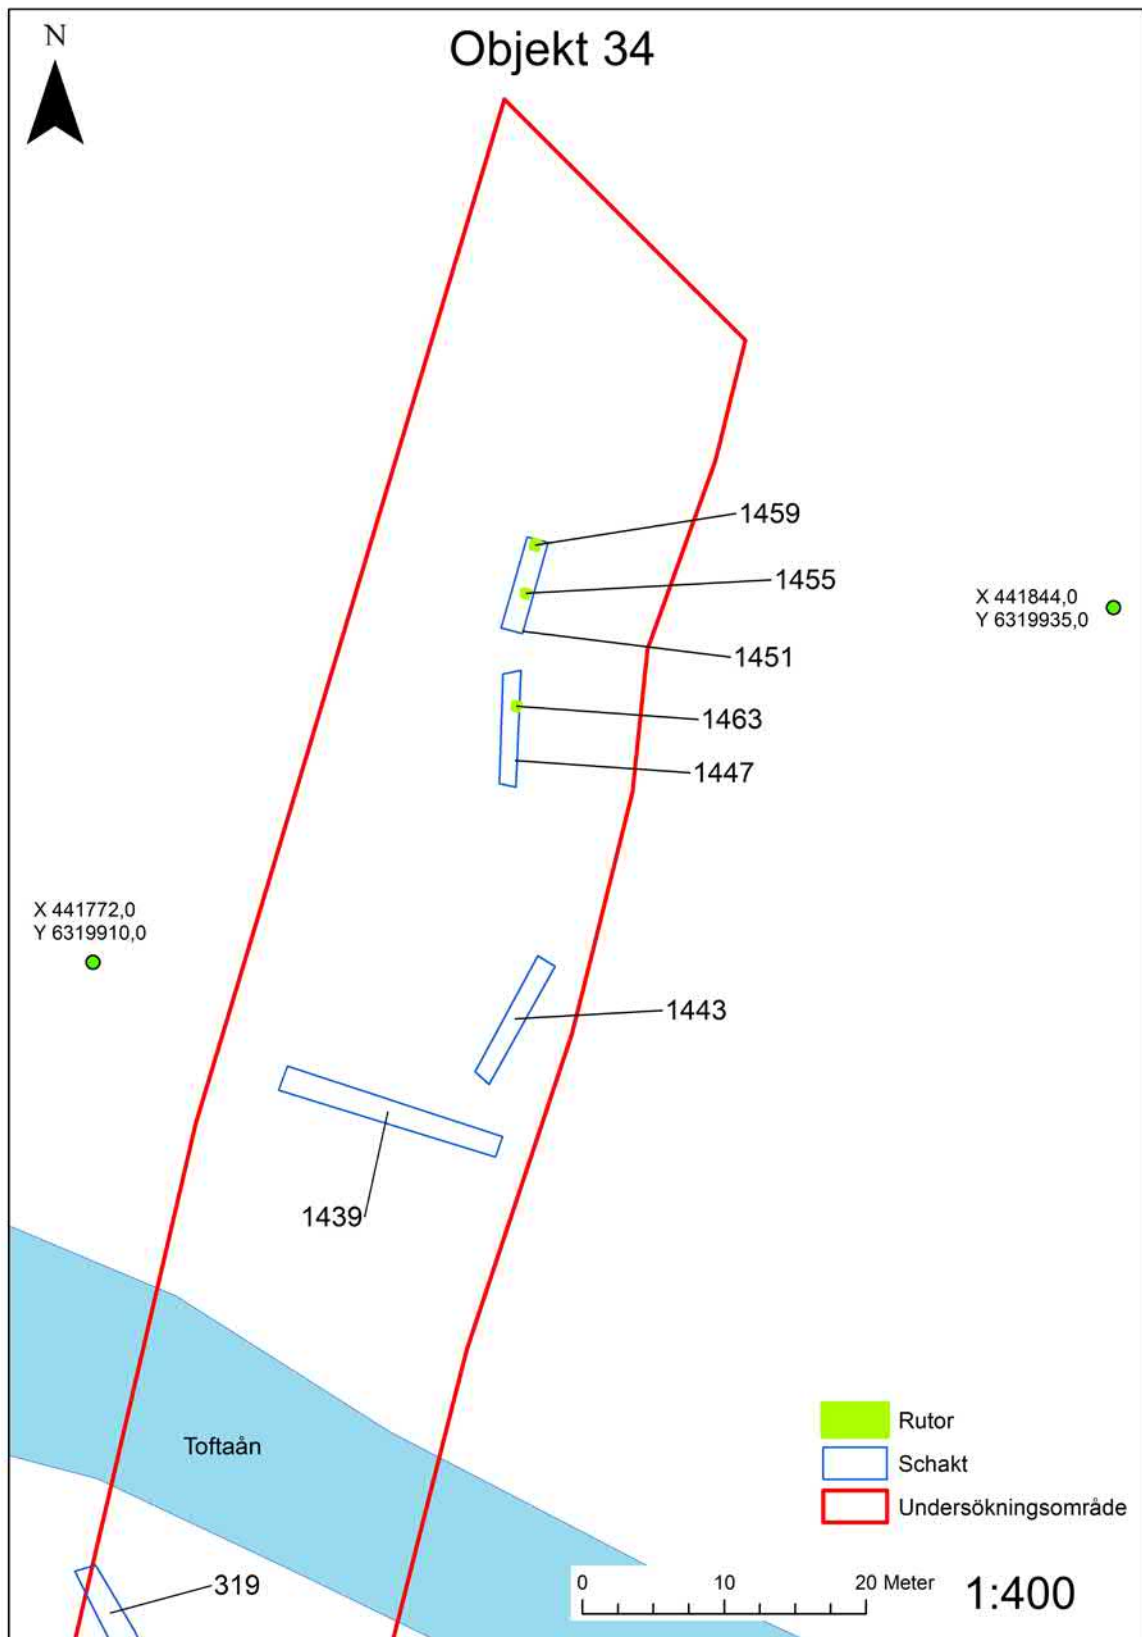 N
Objekt 34
1459
1455
X 441844,0
Y 6319935,0
1451
1463
1447
X 441772,0
Y 6319910,0
1443
1439
Rutor
Toftaån
Schakt
Undersökningsområde
319
0 10 20 Meter
1:400